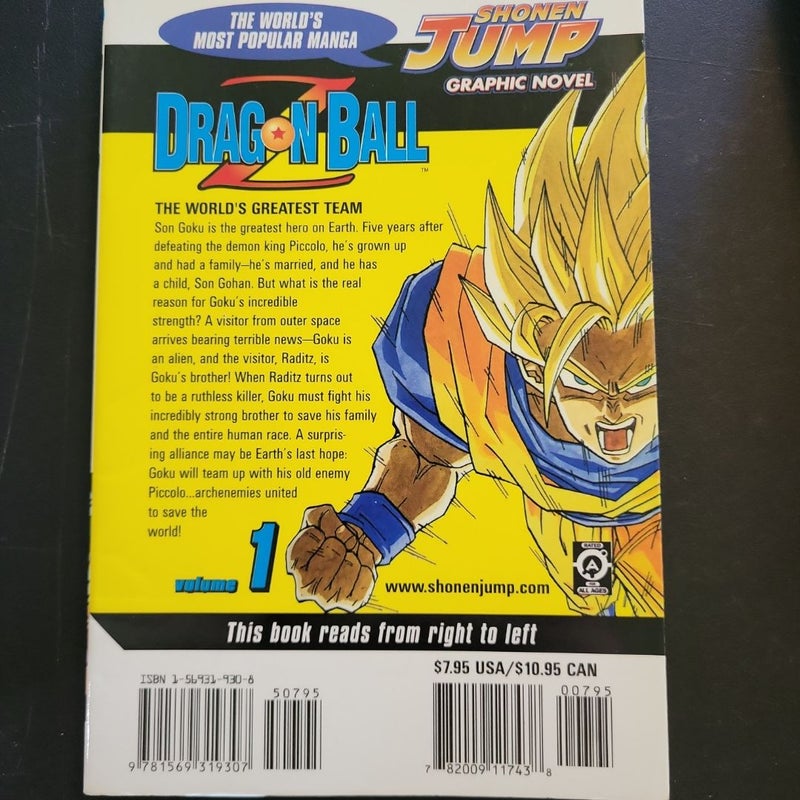 THE WORLD'S
MOST POPULAR MANGA
SHONEN
JUMP
GRAPHIC NOVEL
DRAGON BALL
Z
™
THE WORLD'S GREATEST TEAM
Son Goku is the greatest hero on Earth. Five years after
defeating the demon king Piccolo, he's grown up
and had a family—he's married, and he has
a child, Son Gohan. But what is the real
reason for Goku's incredible
strength? A visitor from outer space
arrives bearing terrible news—Goku is
an alien, and the visitor, Raditz, is
Goku's brother! When Raditz turns out
to be a ruthless killer, Goku must fight his
incredibly strong brother to save his family
and the entire human race. A surpris-
ing alliance may be Earth's last hope:
Goku will team up with his old enemy
Piccolo...archenemies united
to save the
world!
volume 1
www.shonenjump.com
RATED
A
FOR
ALL AGES
This book reads from right to left
$7.95 USA/$10.95 CAN
ISBN 1-56931-930-8
50795
00795
9 781569 319307
7 82009 11743 8